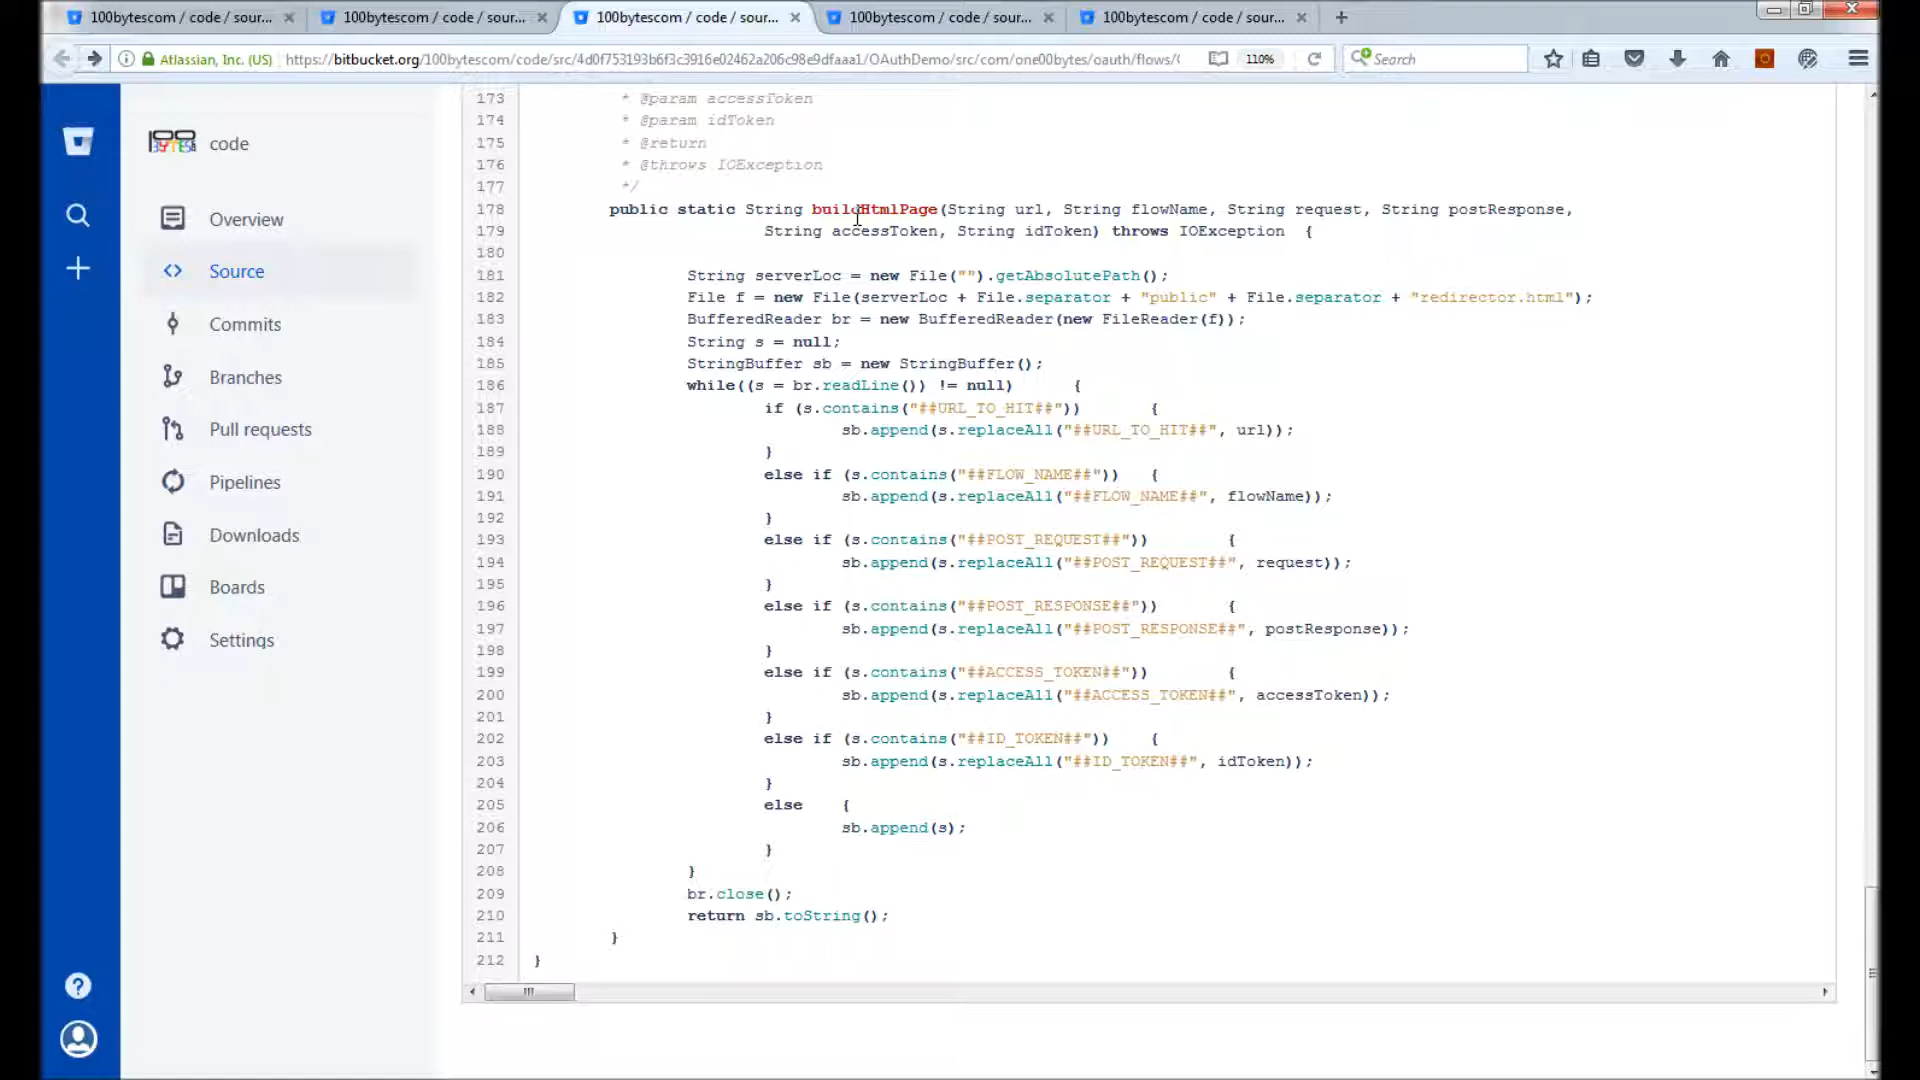 100bytescom / code / sour...
100bytescom / code / sour...
100bytescom / code / sour...
100bytescom / code / sour...
100bytescom / code / sour...
Atlassian, Inc. (US)
https://bitbucket.org/100bytescom/code/src/4d0f753193b6f3c3916e02462a206c98e9dfaaa1/OAuthDemo/src/com/one00bytes/oauth/flows/
110%
Search
100 BYTES
code
Overview
Source
Commits
Branches
Pull requests
Pipelines
Downloads
Boards
Settings
173 * @param accessToken
174 * @param idToken
175 * @return
176 * @throws IOException
177 */
178 public static String buildHtmlPage(String url, String flowName, String request, String postResponse,
179 String accessToken, String idToken) throws IOException {
180
181 String serverLoc = new File("").getAbsolutePath();
182 File f = new File(serverLoc + File.separator + "public" + File.separator + "redirector.html");
183 BufferedReader br = new BufferedReader(new FileReader(f));
184 String s = null;
185 StringBuffer sb = new StringBuffer();
186 while((s = br.readLine()) != null) {
187 if (s.contains("##URL_TO_HIT##")) {
188 sb.append(s.replaceAll("##URL_TO_HIT##", url));
189 }
190 else if (s.contains("##FLOW_NAME##")) {
191 sb.append(s.replaceAll("##FLOW_NAME##", flowName));
192 }
193 else if (s.contains("##POST_REQUEST##")) {
194 sb.append(s.replaceAll("##POST_REQUEST##", request));
195 }
196 else if (s.contains("##POST_RESPONSE##")) {
197 sb.append(s.replaceAll("##POST_RESPONSE##", postResponse));
198 }
199 else if (s.contains("##ACCESS_TOKEN##")) {
200 sb.append(s.replaceAll("##ACCESS_TOKEN##", accessToken));
201 }
202 else if (s.contains("##ID_TOKEN##")) {
203 sb.append(s.replaceAll("##ID_TOKEN##", idToken));
204 }
205 else {
206 sb.append(s);
207 }
208 }
209 br.close();
210 return sb.toString();
211 }
212 }